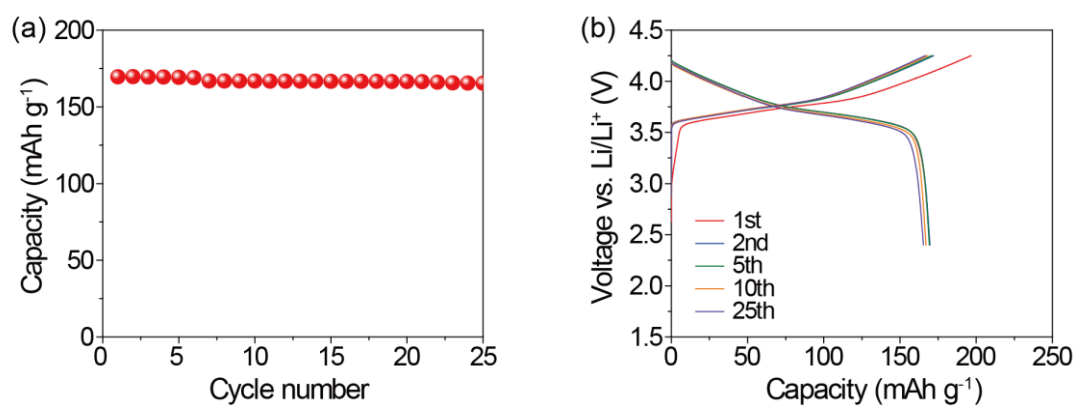 (a)
200
150
100
50
0
Capacity (mAh g⁻¹)
0 5 10 15 20 25
Cycle number
(b)
4.5
4.0
3.5
3.0
2.5
2.0
1.5
Voltage vs. Li/Li⁺ (V)
1st
2nd
5th
10th
25th
0 50 100 150 200 250
Capacity (mAh g⁻¹)